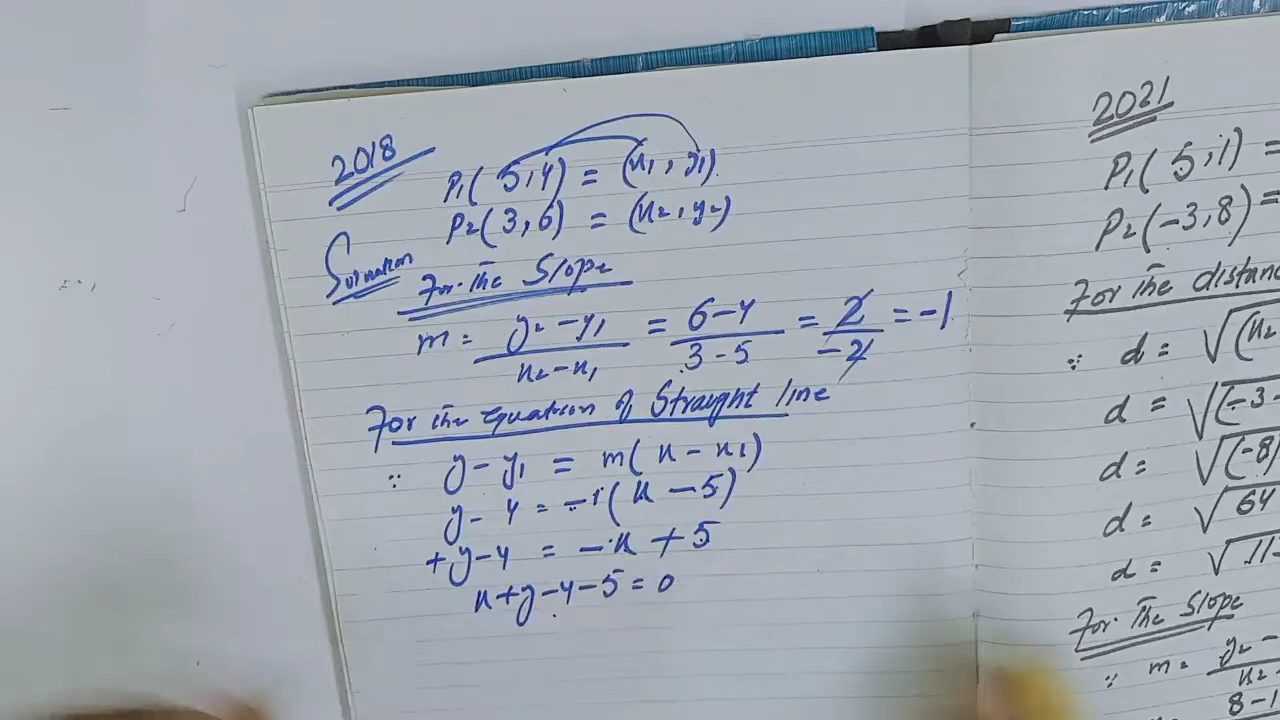 2018
P₁(5,4) = (x₁, y₁)
P₂(3,6) = (x₂, y₂)
Solution
For the Slope
m = y₂-y₁ / x₂-x₁ = 6-4 / 3-5 = 2 / -2 = -1
For the equation of Straight line
∵ y-y₁ = m(x-x₁)
y-4 = -1(x-5)
+y-4 = -x+5
x+y-4-5=0
2021
P₁(5,1) =
P₂(-3,8) =
For the distanc
∵ d = √(x₂
d = √(-3-
d = √(-8)
d = √64
d = √11
For the Slope
∵ m = y₂- / x₂-
8-1